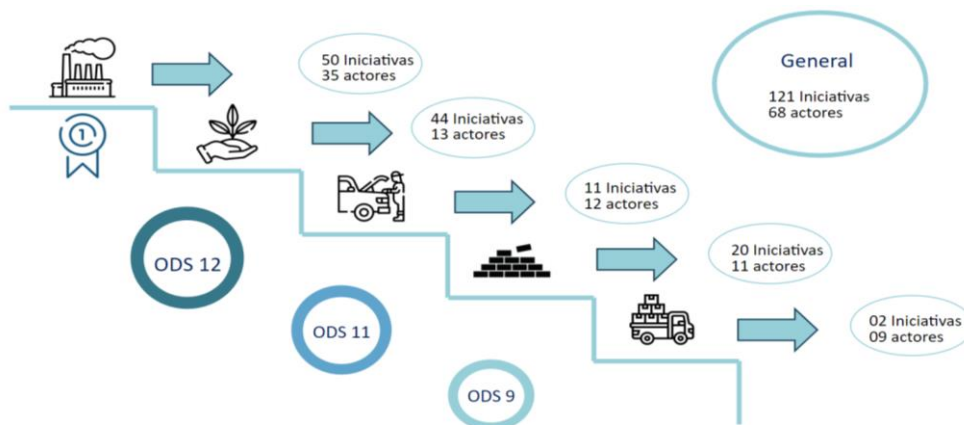 50 Iniciativas
35 actores
General
121 Iniciativas
68 actores
44 Iniciativas
13 actores
1
11 Iniciativas
12 actores
ODS 12
20 Iniciativas
11 actores
ODS 11
02 Iniciativas
09 actores
ODS 9